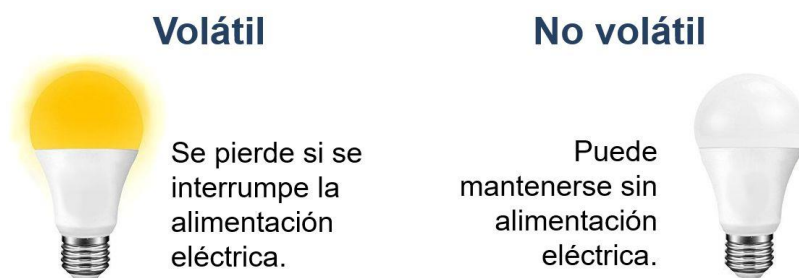 Volátil
Se pierde si se
interrumpe la
alimentación
eléctrica.
No volátil
Puede
mantenerse sin
alimentación
eléctrica.